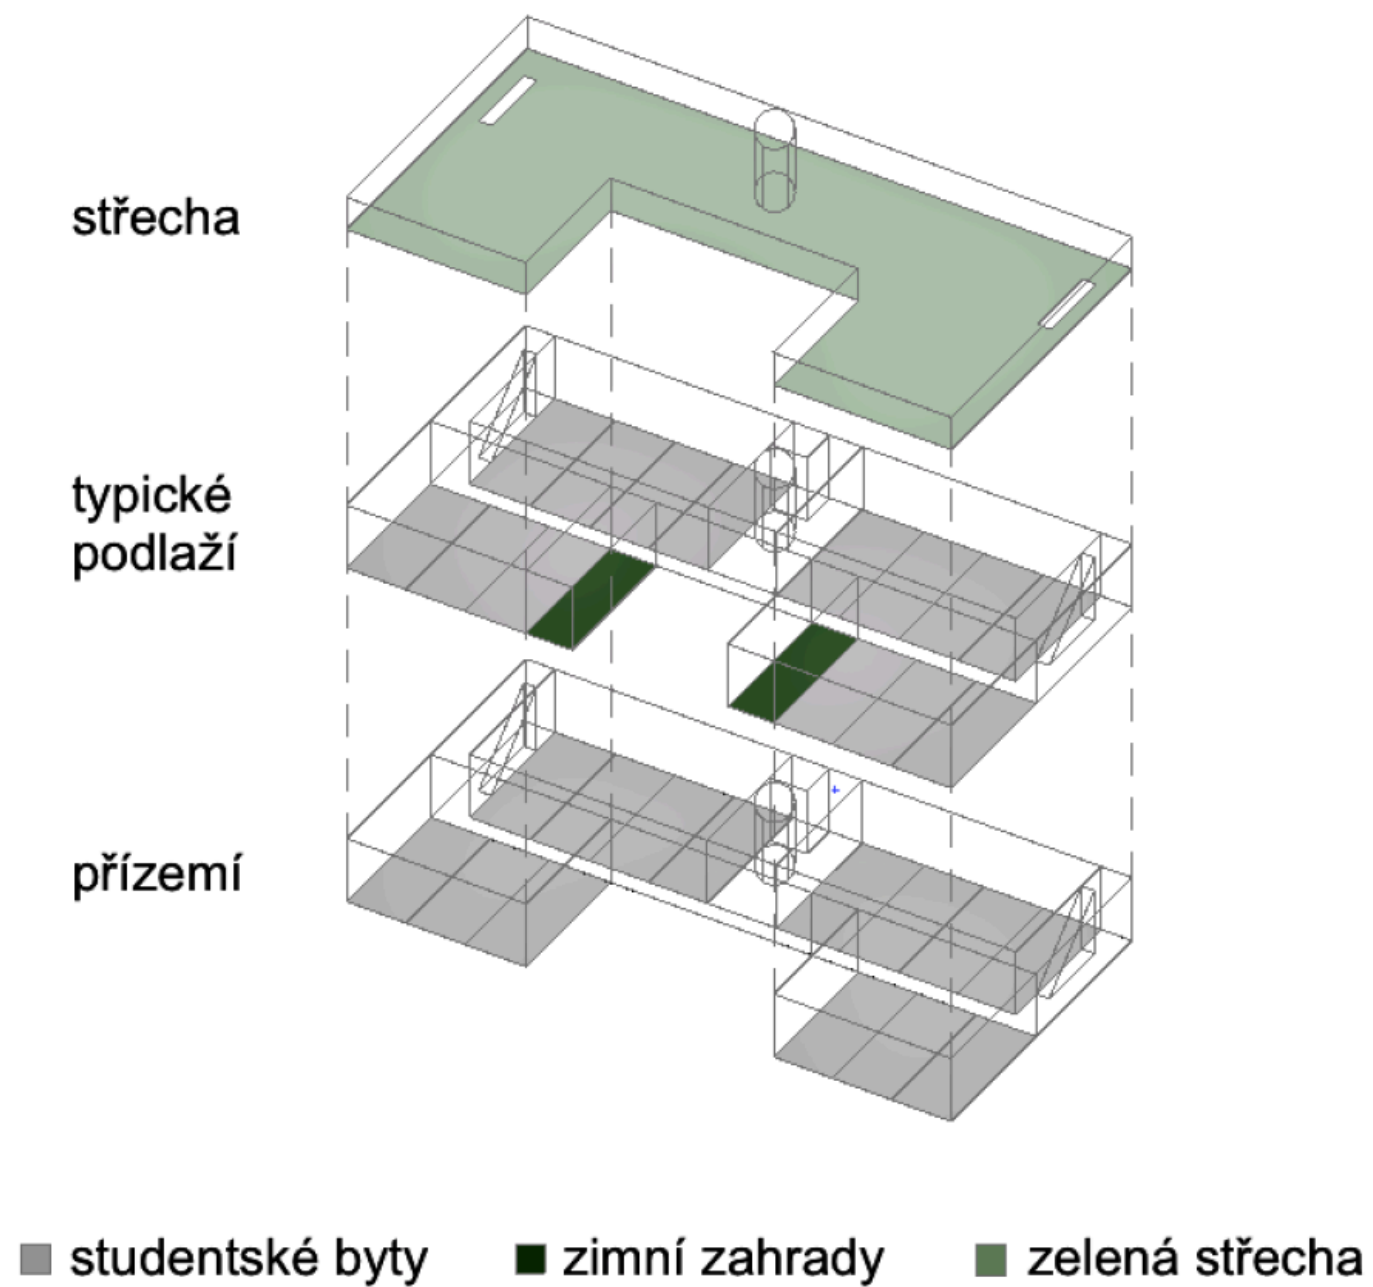 střecha
typické
podlaží
přízemí
studentské byty
zimní zahrady
zelená střecha